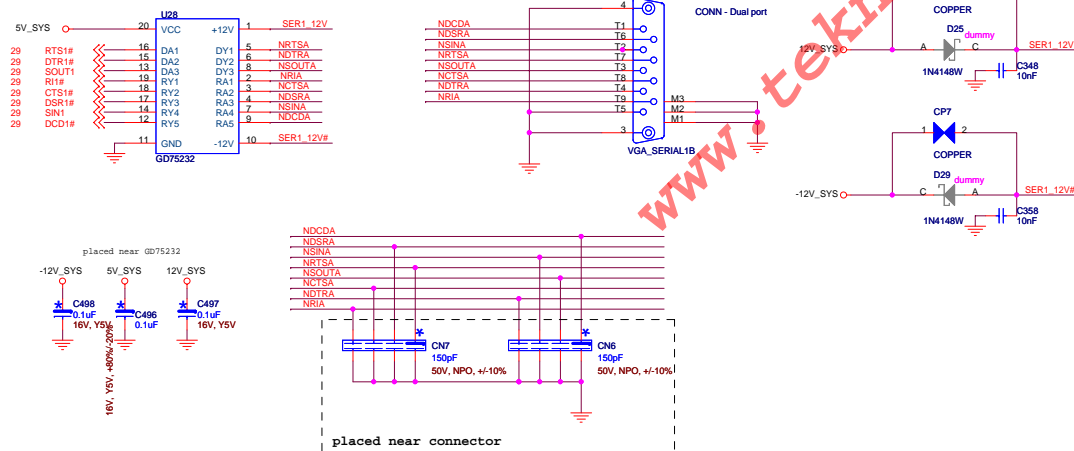 U28
5V_SYS 20 VCC +12V 1 SER1_12V
29 RTS1# 16 DA1 DY1 5 NRTSA
29 DTR1# 15 DA2 DY2 6 NDTRA
29 SOUT1 13 DA3 DY3 8 NSOUTA
29 RI1# 19 RY1 RA1 2 NRIA
29 CTS1# 18 RY2 RA2 3 NCTSA
29 DSR1# 17 RY3 RA3 4 NDSRA
29 SIN1 14 RY4 RA4 7 NSINA
29 DCD1# 12 RY5 RA5 9 NDCDA
11 GND -12V 10 SER1_12V#
GD75232
4
CONN - Dual port
NDCDA T1
NDSRA T6
NSINA T2
NRTSA T7
NSOUTA T3
NCTSA T8
NDTRA T4
NRIA T9
T5
M3
M2
M1
3
VGA_SERIAL1B
www.teki
COPPER
D25 dummy
12V_SYS A C SER1_12V
1N4148W
C348
10nF
CP7
1 2
COPPER
D29 dummy
-12V_SYS C A SER1_12V#
1N4148W
C358
10nF
placed near GD75232
-12V_SYS 5V_SYS 12V_SYS
* C498
0.1uF
16V, Y5V
* C496
0.1uF
16V, Y5V, +80%/-20%
* C497
0.1uF
16V, Y5V
NDCDA
NDSRA
NSINA
NRTSA
NSOUTA
NCTSA
NDTRA
NRIA
* CN7
150pF
50V, NPO, +/-10%
* CN6
150pF
50V, NPO, +/-10%
placed near connector